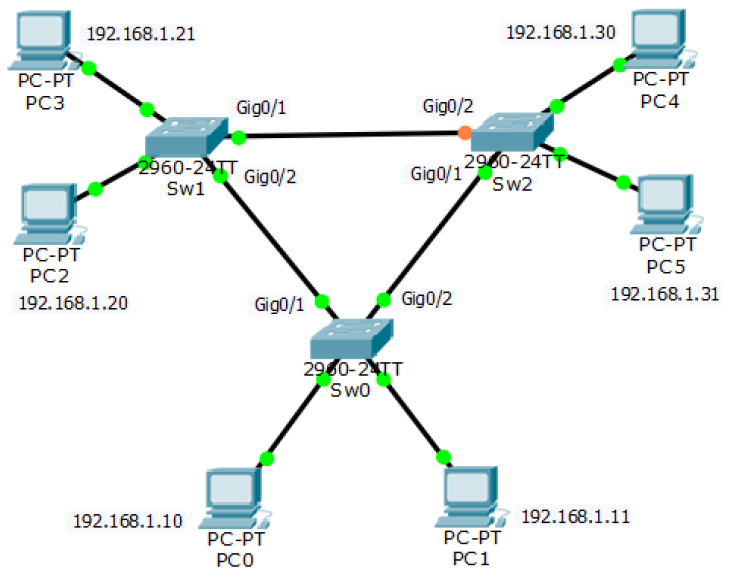 192.168.1.21
PC-PT
PC3
192.168.1.30
PC-PT
PC4
Gig0/1
Gig0/2
2960-24TT
Sw1
Gig0/2
2960-24TT
Sw2
Gig0/1
PC-PT
PC2
192.168.1.20
PC-PT
PC5
192.168.1.31
Gig0/1
Gig0/2
2960-24TT
Sw0
192.168.1.10
PC-PT
PC0
192.168.1.11
PC-PT
PC1